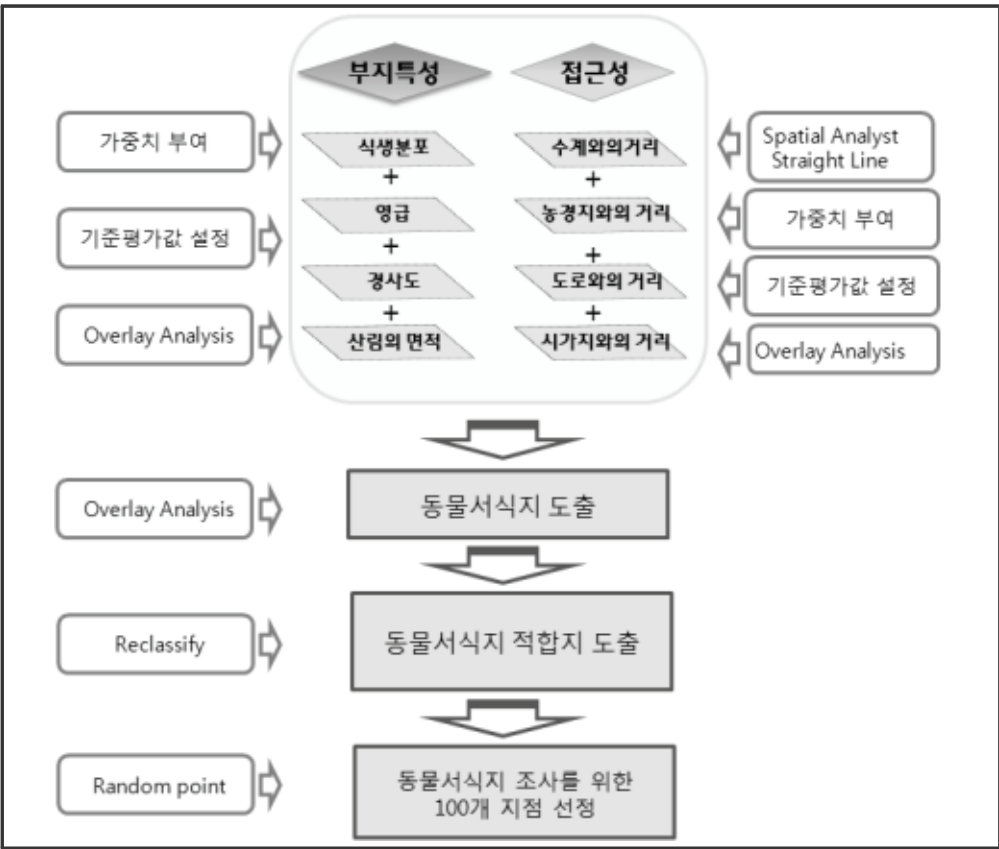 부지특성
접근성
가중치 부여
식생분포
수계와의거리
Spatial Analyst
Straight Line
+
+
기준평가값 설정
영급
농경지와의 거리
가중치 부여
+
+
경사도
도로와의 거리
기준평가값 설정
+
+
Overlay Analysis
산림의 면적
시가지와의 거리
Overlay Analysis
Overlay Analysis
동물서식지 도출
Reclassify
동물서식지 적합지 도출
Random point
동물서식지 조사를 위한
100개 지점 선정